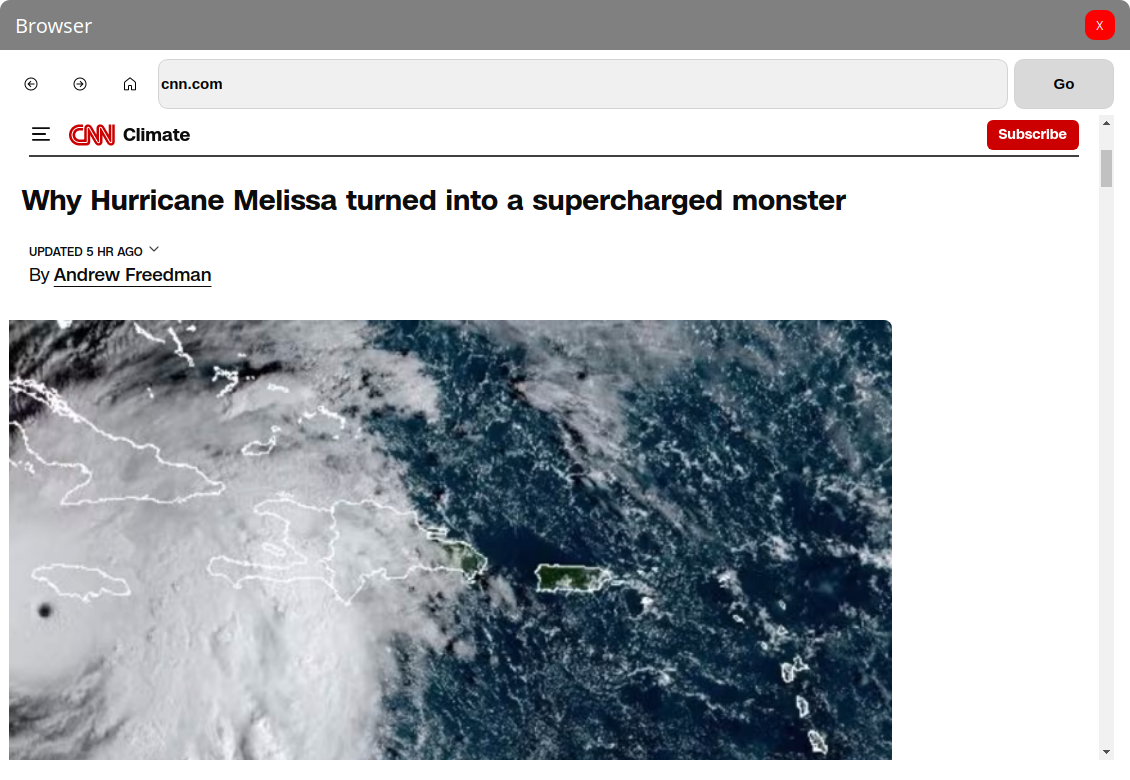 Browser
X
cnn.com
Go
CNN Climate
Subscribe
Why Hurricane Melissa turned into a supercharged monster
UPDATED 5 HR AGO
By Andrew Freedman